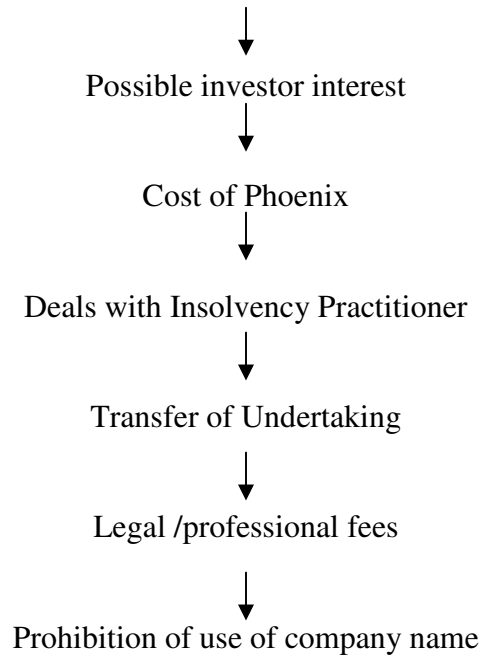 Possible investor interest
Cost of Phoenix
Deals with Insolvency Practitioner
Transfer of Undertaking
Legal /professional fees
Prohibition of use of company name